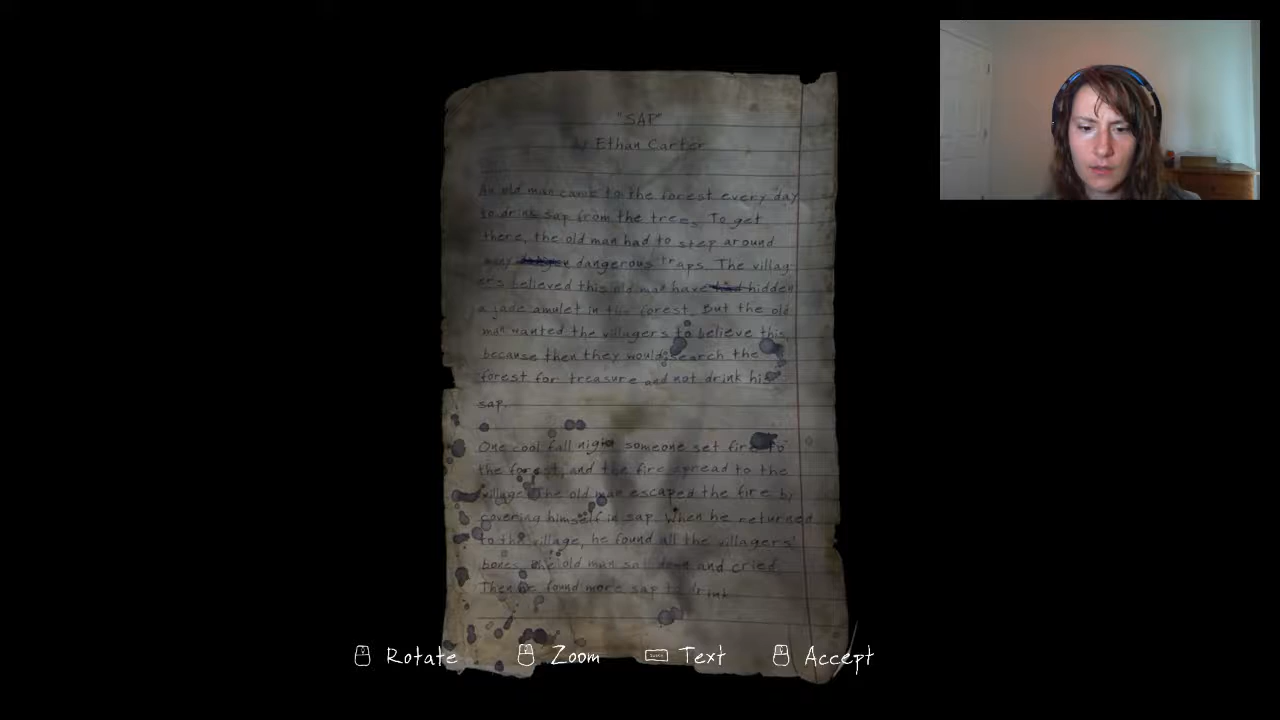 "SAP"
by Ethan Carter
An old man came to the forest every day
to drink sap from the trees. To get
there, the old man had to step around
many dangerous traps. The villag
ers believed this old man have hidden
a jade amulet in the forest. But the old
man wanted the villagers to believe this,
because then they would search the
forest for treasure and not drink his
sap.
One cool fall night someone set fire to
the forest, and the fire spread to the
village. The old man escaped the fire by
covering himself in sap. When he returned
to the village, he found all the villagers'
bones. The old man sat down and cried.
Then he found more sap to drink
Rotate Zoom Text Accept